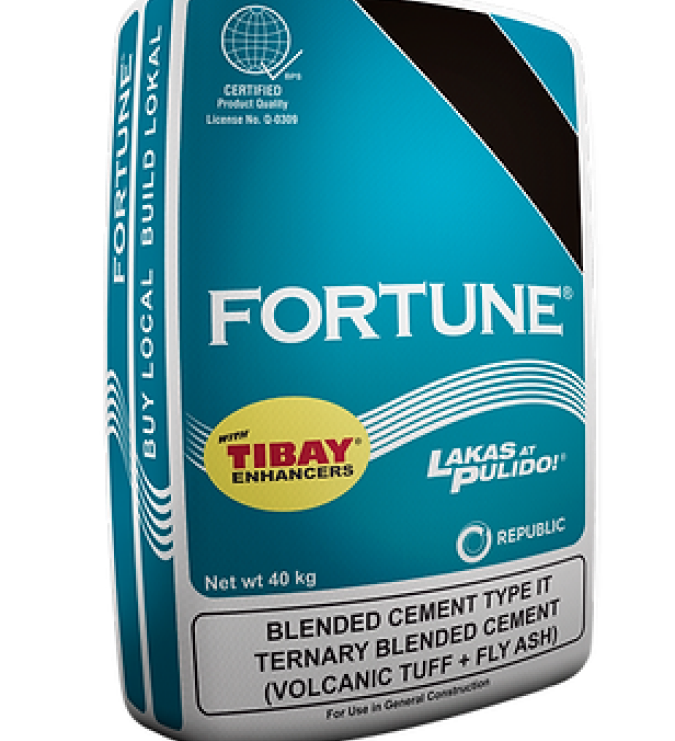 FORTUNE
BUY LOCAL BUILD LOKAL
BPS
CERTIFIED
Product Quality
License No. Q-0309
FORTUNE®
WITH
TIBAY®
ENHANCERS
LAKAS AT
PULIDO!®
REPUBLIC
Net wt 40 kg
BLENDED CEMENT TYPE IT
TERNARY BLENDED CEMENT
(VOLCANIC TUFF + FLY ASH)
For Use in General Construction